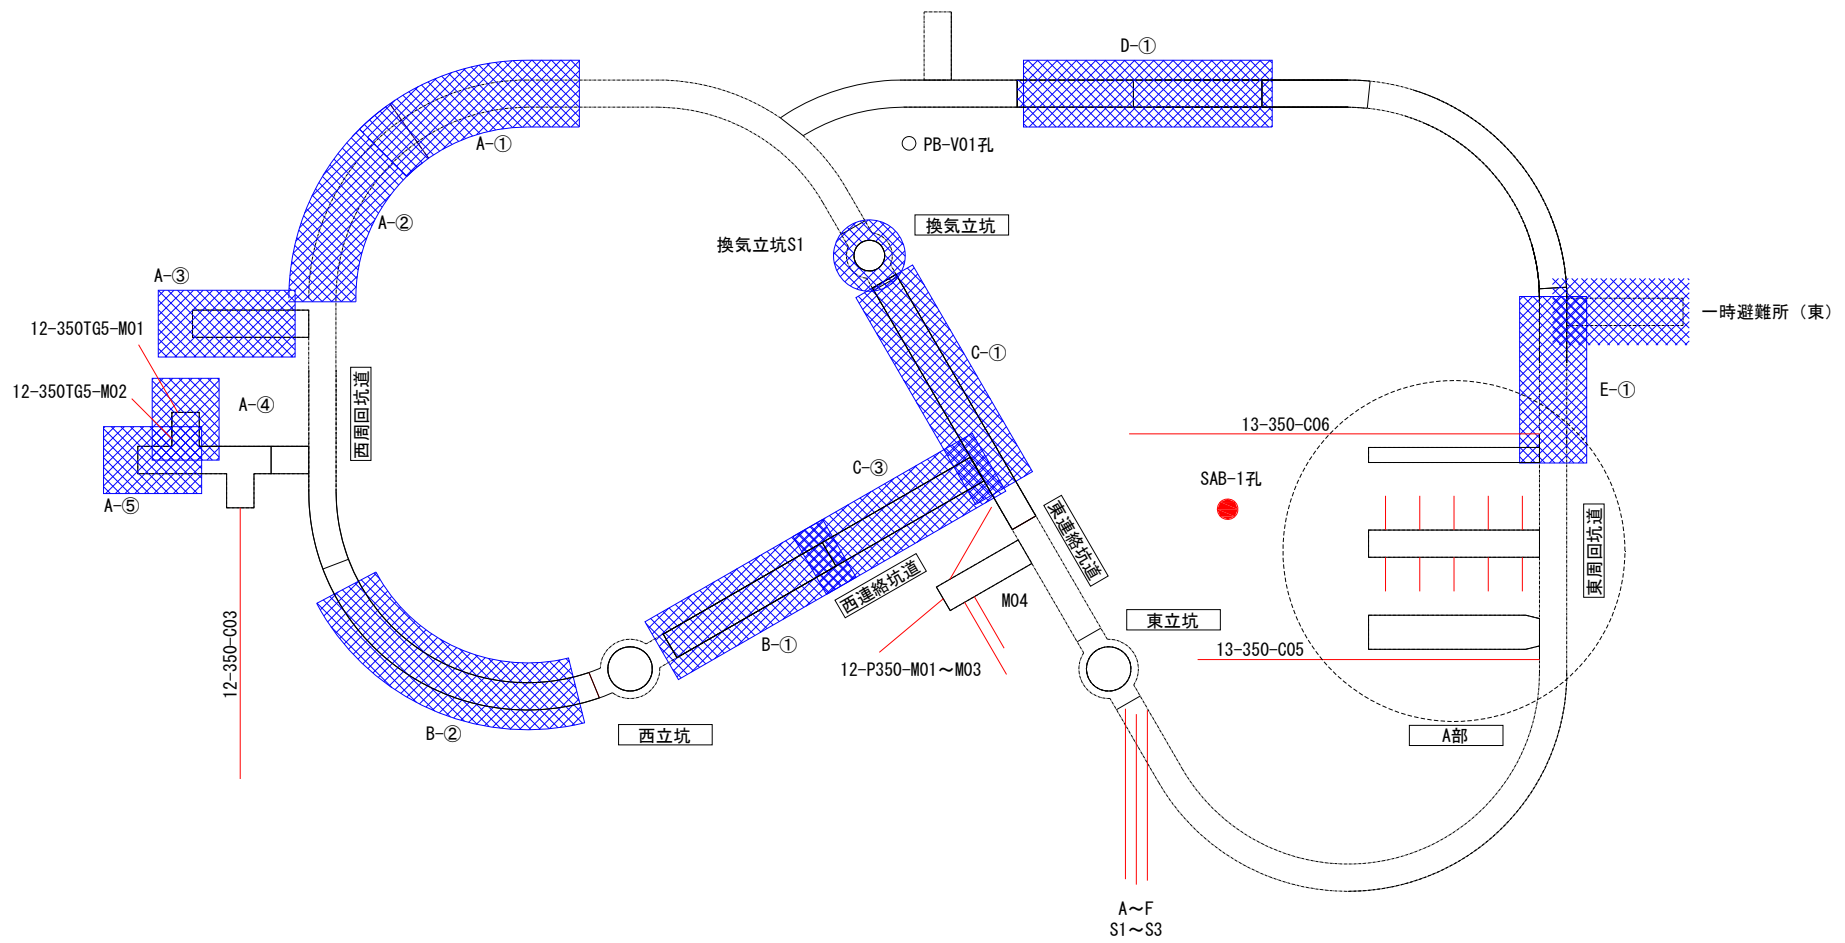 D-①
A-①
PB-V01孔
A-②
換気立坑
換気立坑S1
A-③
一時避難所（東）
12-350TG5-M01
C-①
12-350TG5-M02
A-④
西周回坑道
E-①
13-350-C06
C-③
SAB-1孔
A-⑤
東連絡坑道
東周回坑道
西連絡坑道
M04
東立坑
B-①
12-P350-M01～M03
13-350-C05
12-350-C03
B-②
西立坑
A部
A～F
S1～S3